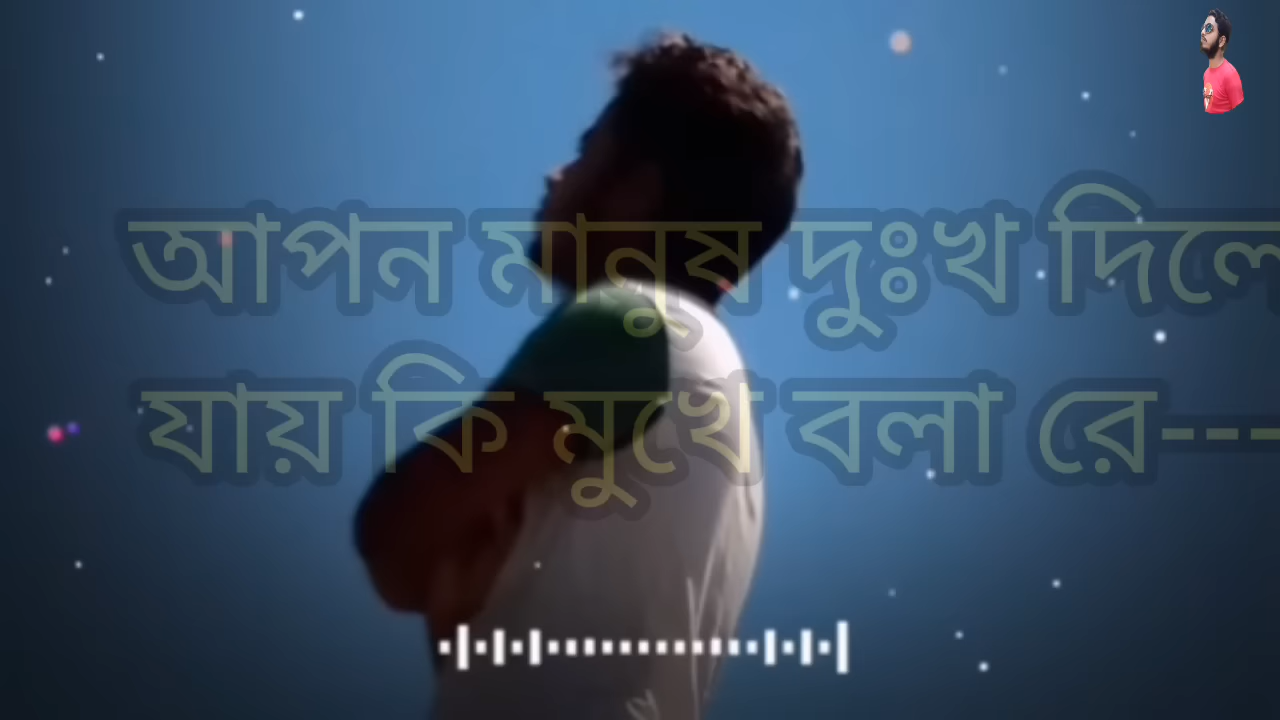 আপন মানুষ দুঃখ দিলে
যায় কি মুখে বলা রে---